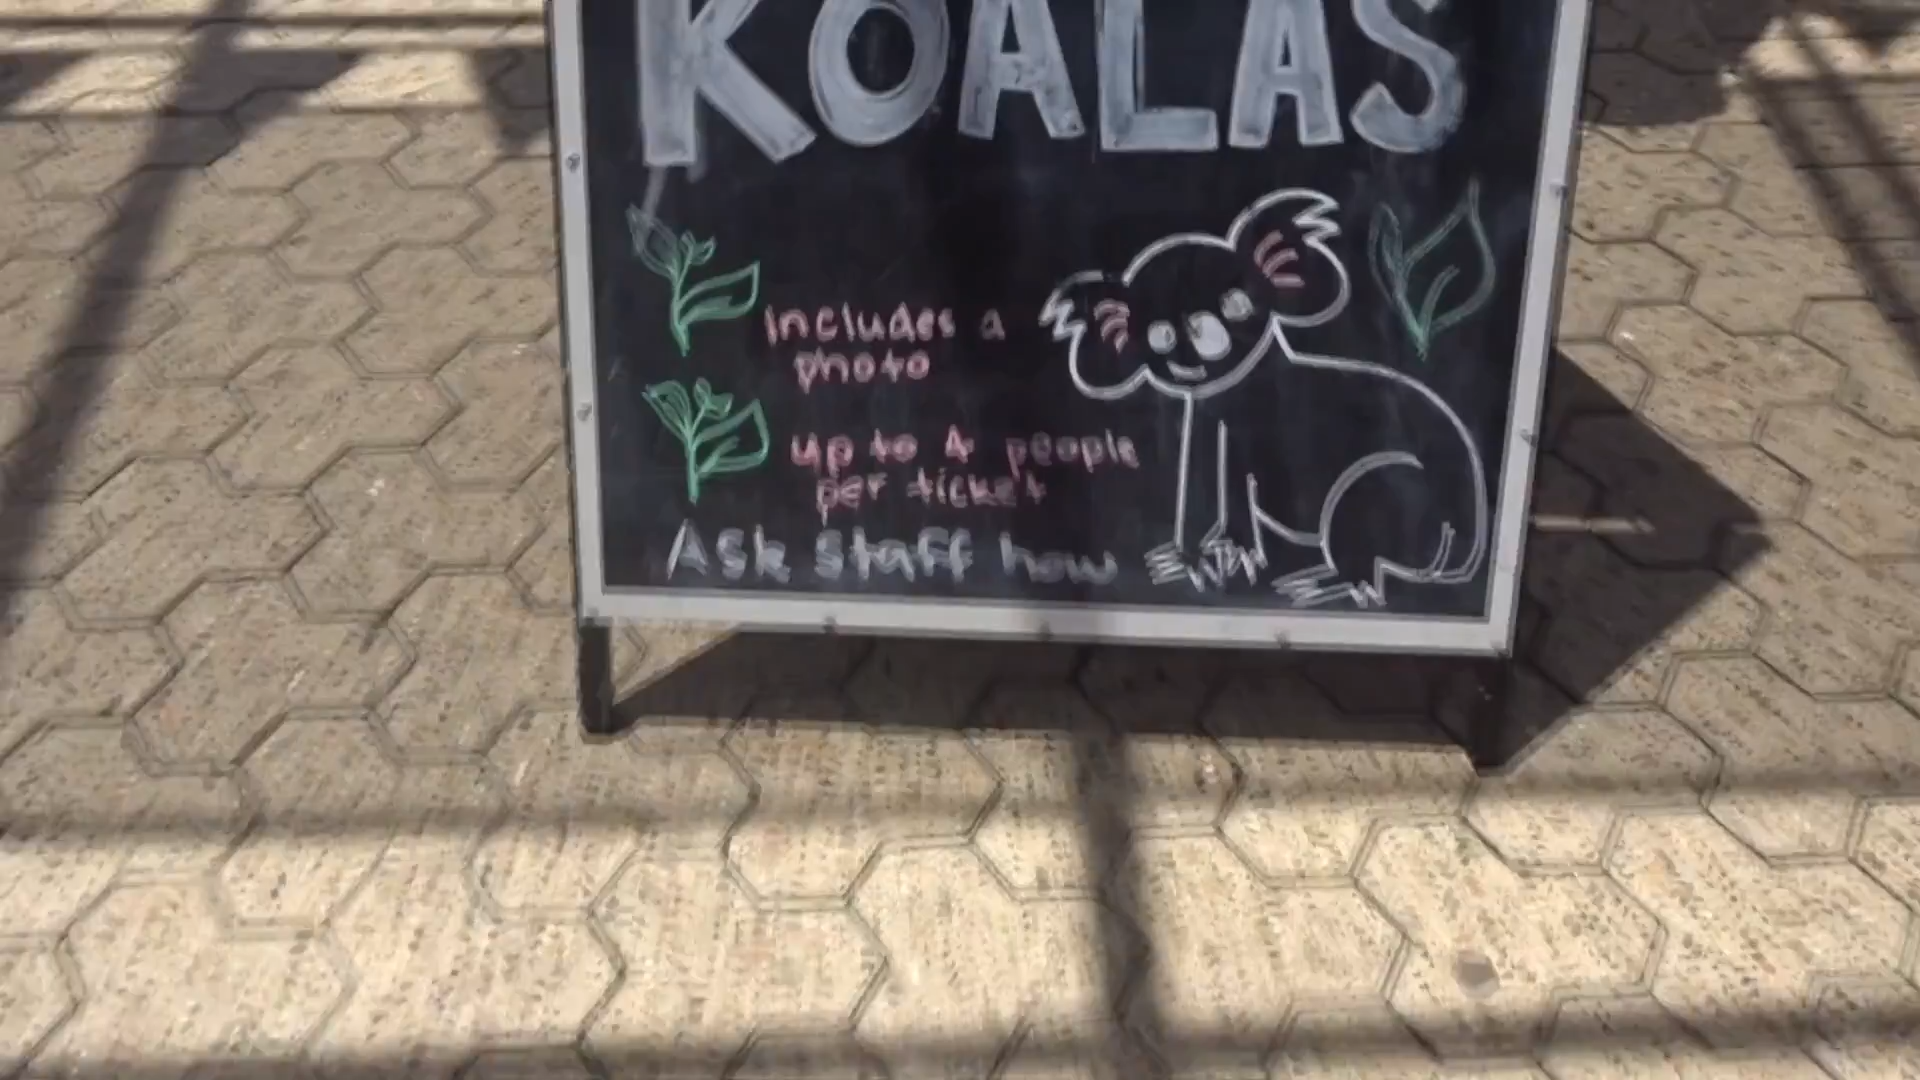 KOALAS
Includes a
photo
up to 4 people
per ticket
Ask staff how